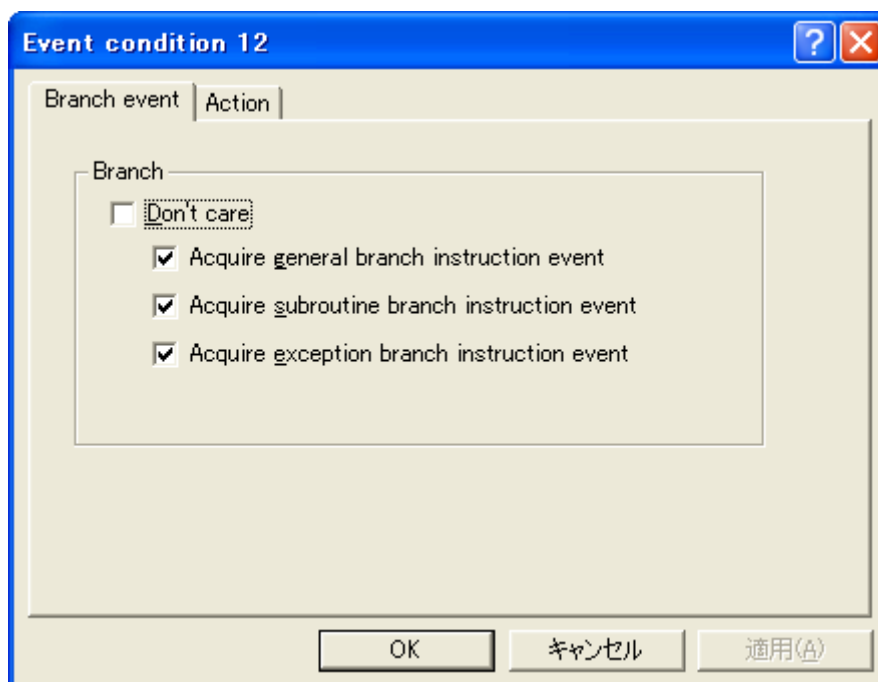 Event condition 12
Branch event
Action
Branch
Don't care
Acquire general branch instruction event
Acquire subroutine branch instruction event
Acquire exception branch instruction event
OK
キャンセル
適用(A)